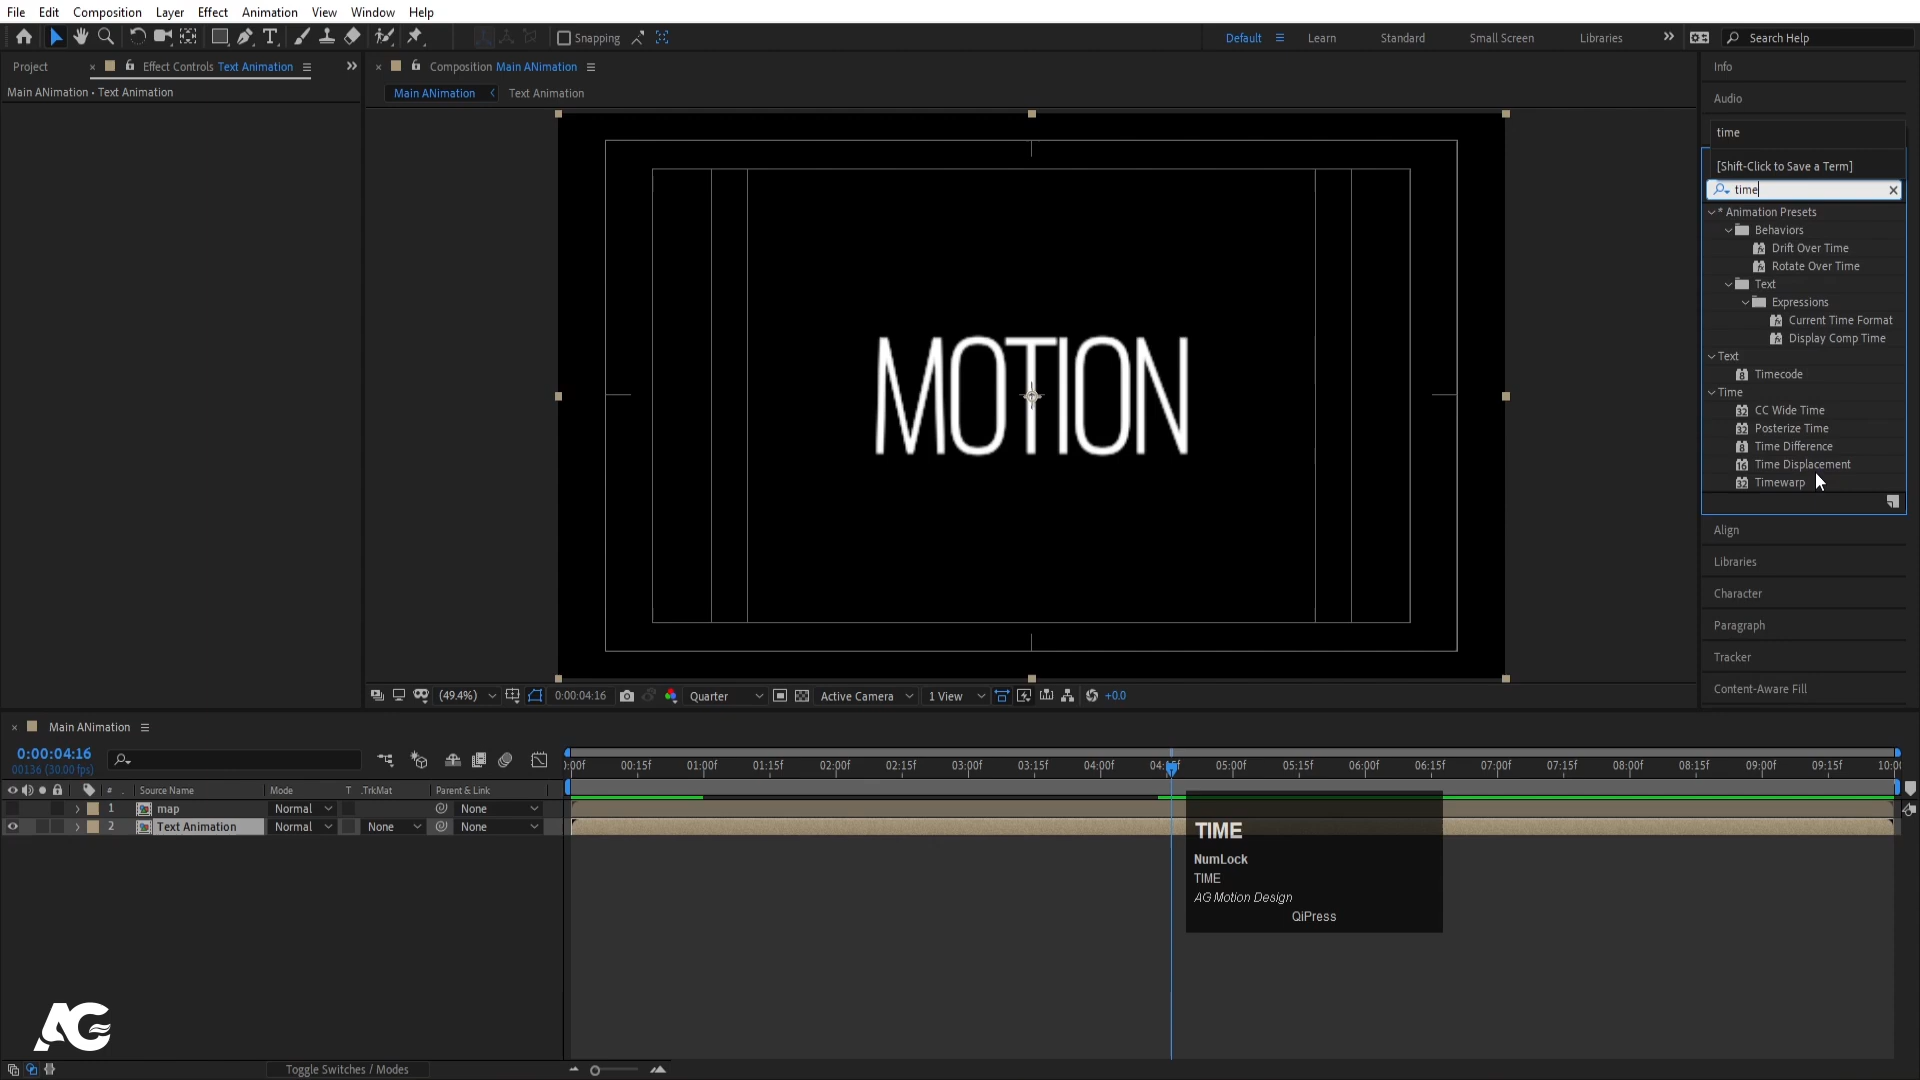 File Edit Composition Layer Effect Animation View Window Help
Snapping Default Learn Standard Small Screen Libraries Search Help
Project Effect Controls Text Animation Composition Main ANimation Info
Main ANimation • Text Animation
Main ANimation Text Animation
Audio
time
[Shift-Click to Save a Term]
time
* Animation Presets
Behaviors
Drift Over Time
Rotate Over Time
Text
Expressions
Current Time Format
Display Comp Time
Text
Timecode
Time
CC Wide Time
Posterize Time
Time Difference
Time Displacement
Timewarp
MOTION
Align
Libraries
Character
Paragraph
Tracker
Content-Aware Fill
(49.4%) 0:00:04:16 Quarter Active Camera 1 View +0.0
Main ANimation
0:00:04:16
00136 (30.00 fps)
:00f 00:15f 01:00f 01:15f 02:00f 02:15f 03:00f 03:15f 04:00f 04:15f 05:00f 05:15f 06:00f 06:15f 07:00f 07:15f 08:00f 08:15f 09:00f 09:15f 10:00
# Source Name Mode T .TrkMat Parent & Link
1 map Normal None
2 Text Animation Normal None None
TIME
NumLock
TIME
AG Motion Design
QiPress
AG
Toggle Switches / Modes